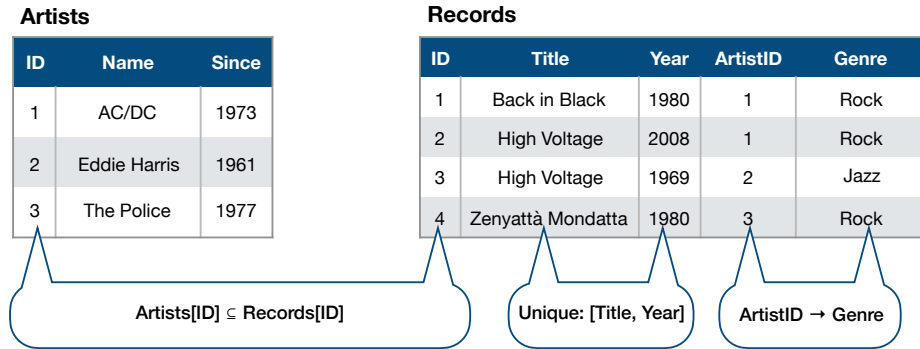 Artists
ID Name Since
1 AC/DC 1973
2 Eddie Harris 1961
3 The Police 1977
Records
ID Title Year ArtistID Genre
1 Back in Black 1980 1 Rock
2 High Voltage 2008 1 Rock
3 High Voltage 1969 2 Jazz
4 Zenyattà Mondatta 1980 3 Rock
Artists[ID] ⊆ Records[ID]
Unique: [Title, Year]
ArtistID → Genre